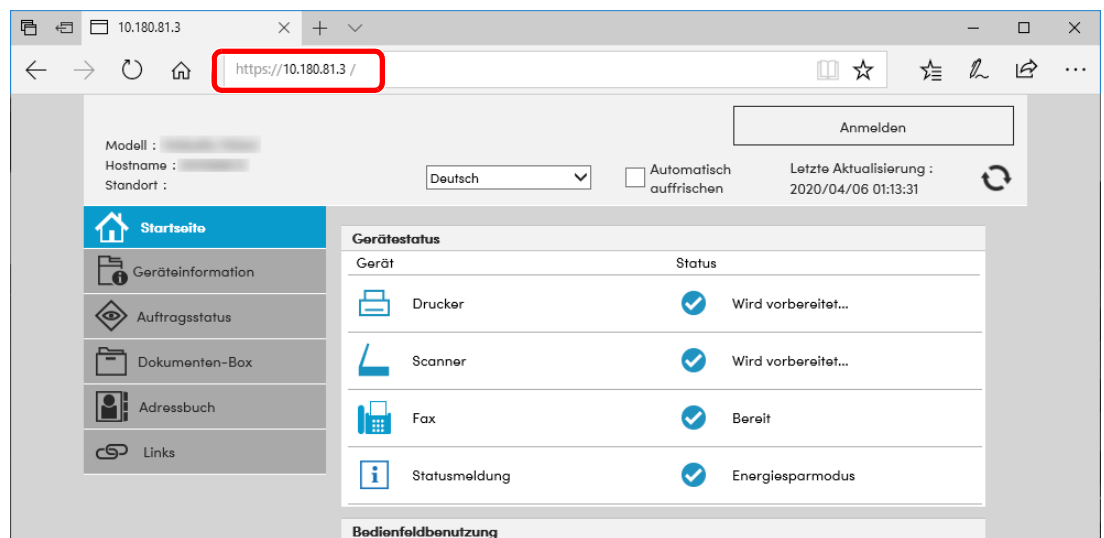 10.180.81.3
https://10.180.81.3 /
Anmelden
Modell :
Hostname :
Standort :
Deutsch
Automatisch
auffrischen
Letzte Aktualisierung :
2020/04/06 01:13:31
Startseite
Geräteinformation
Auftragsstatus
Dokumenten-Box
Adressbuch
Links
Gerätestatus
Gerät Status
Drucker Wird vorbereitet...
Scanner Wird vorbereitet...
Fax Bereit
Statusmeldung Energiesparmodus
Bedienfeldbenutzung